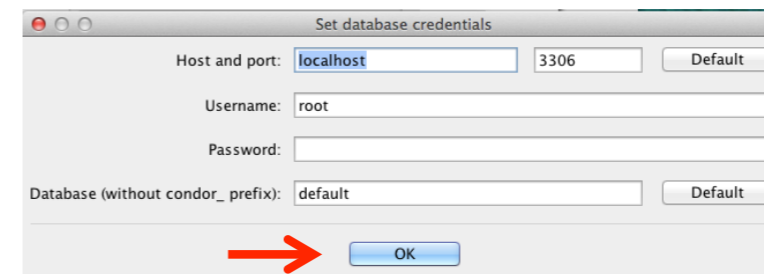 Set database credentials
Host and port: localhost 3306 Default
Username: root
Password:
Database (without condor_ prefix): default Default
OK